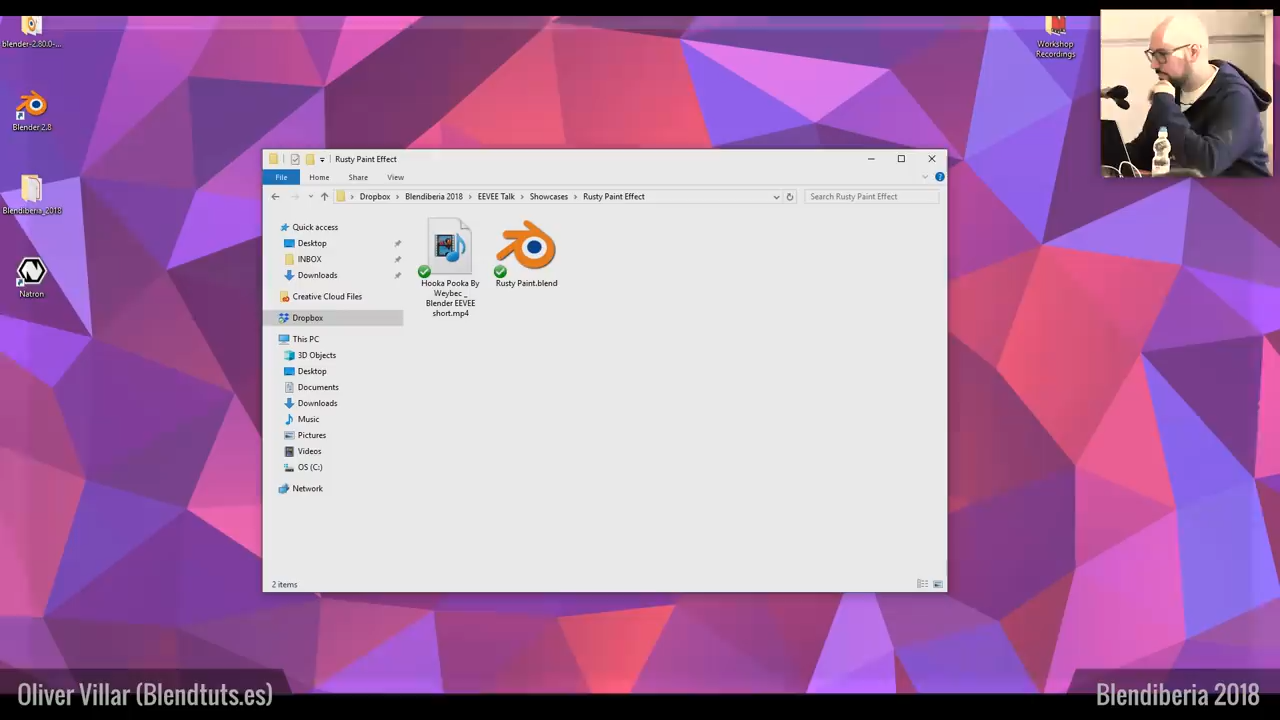 blender-2.80.0-...
Blender 2.8
Blendiberia_2018
Natron
Workshop
Recordings
Rusty Paint Effect
File
Home
Share
View
Dropbox
Blendiberia 2018
EEVEE Talk
Showcases
Rusty Paint Effect
Search Rusty Paint Effect
Quick access
Desktop
INBOX
Downloads
Creative Cloud Files
Dropbox
This PC
3D Objects
Desktop
Documents
Downloads
Music
Pictures
Videos
OS (C:)
Network
Hooka Pooka By
Weybec _
Blender EEVEE
short.mp4
Rusty Paint.blend
2 items
Oliver Villar (Blendtuts.es)
Blendiberia 2018